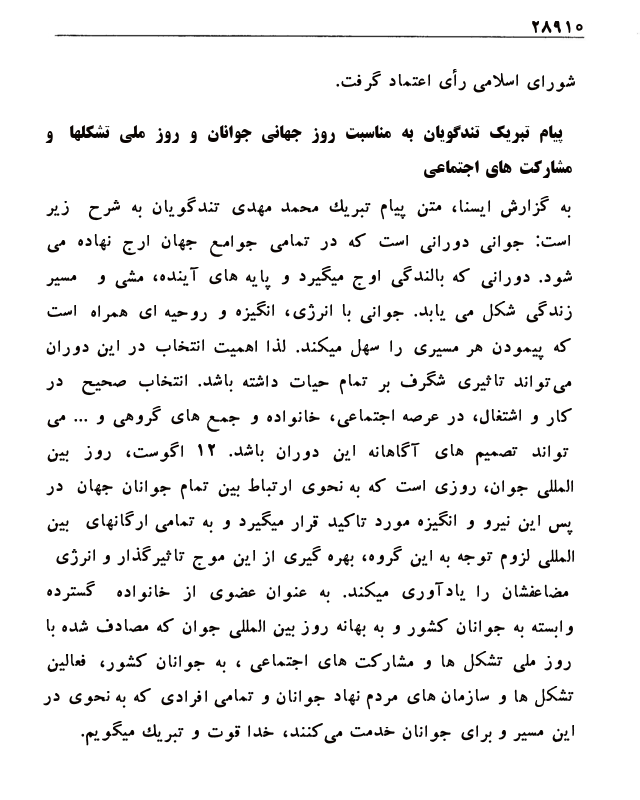 ۲۸۹۱۰
شورای اسلامی رأی اعتماد گرفت.
پیام تبریک تندگویان به مناسبت روز جهانی جوانان و روز ملی تشکلها و
مشارکت های اجتماعی
به گزارش ایسنا، متن پیام تبریك محمد مهدی تندگویان به شرح زیر
است: جوانی دورانی است که در تمامی جوامع جهان ارج نهاده می
شود. دورانی که بالندگی اوج میگیرد و پایه های آینده، مشی و مسیر
زندگی شکل می یابد. جوانی با انرژی، انگیزه و روحیه ای همراه است
که پیمودن هر مسیری را سهل میکند. لذا اهمیت انتخاب در این دوران
می‌تواند تاثیری شگرف بر تمام حیات داشته باشد. انتخاب صحیح در
کار و اشتغال، در عرصه اجتماعی، خانواده و جمع های گروهی و ... می
تواند تصمیم های آگاهانه این دوران باشد. ۱۲ اگوست، روز بین
المللی جوان، روزی است که به نحوی ارتباط بین تمام جوانان جهان در
پس این نیرو و انگیزه مورد تاکید قرار میگیرد و به تمامی ارگانهای بین
المللی لزوم توجه به این گروه، بهره گیری از این موج تاثیرگذار و انرژی
مضاعفشان را یادآوری میکند. به عنوان عضوی از خانواده گسترده
وابسته به جوانان کشور و به بهانه روز بین المللی جوان که مصادف شده با
روز ملی تشکل ها و مشارکت های اجتماعی ، به جوانان کشور، فعالین
تشکل ها و سازمان های مردم نهاد جوانان و تمامی افرادی که به نحوی در
این مسیر و برای جوانان خدمت می‌کنند، خدا قوت و تبریك میگویم.